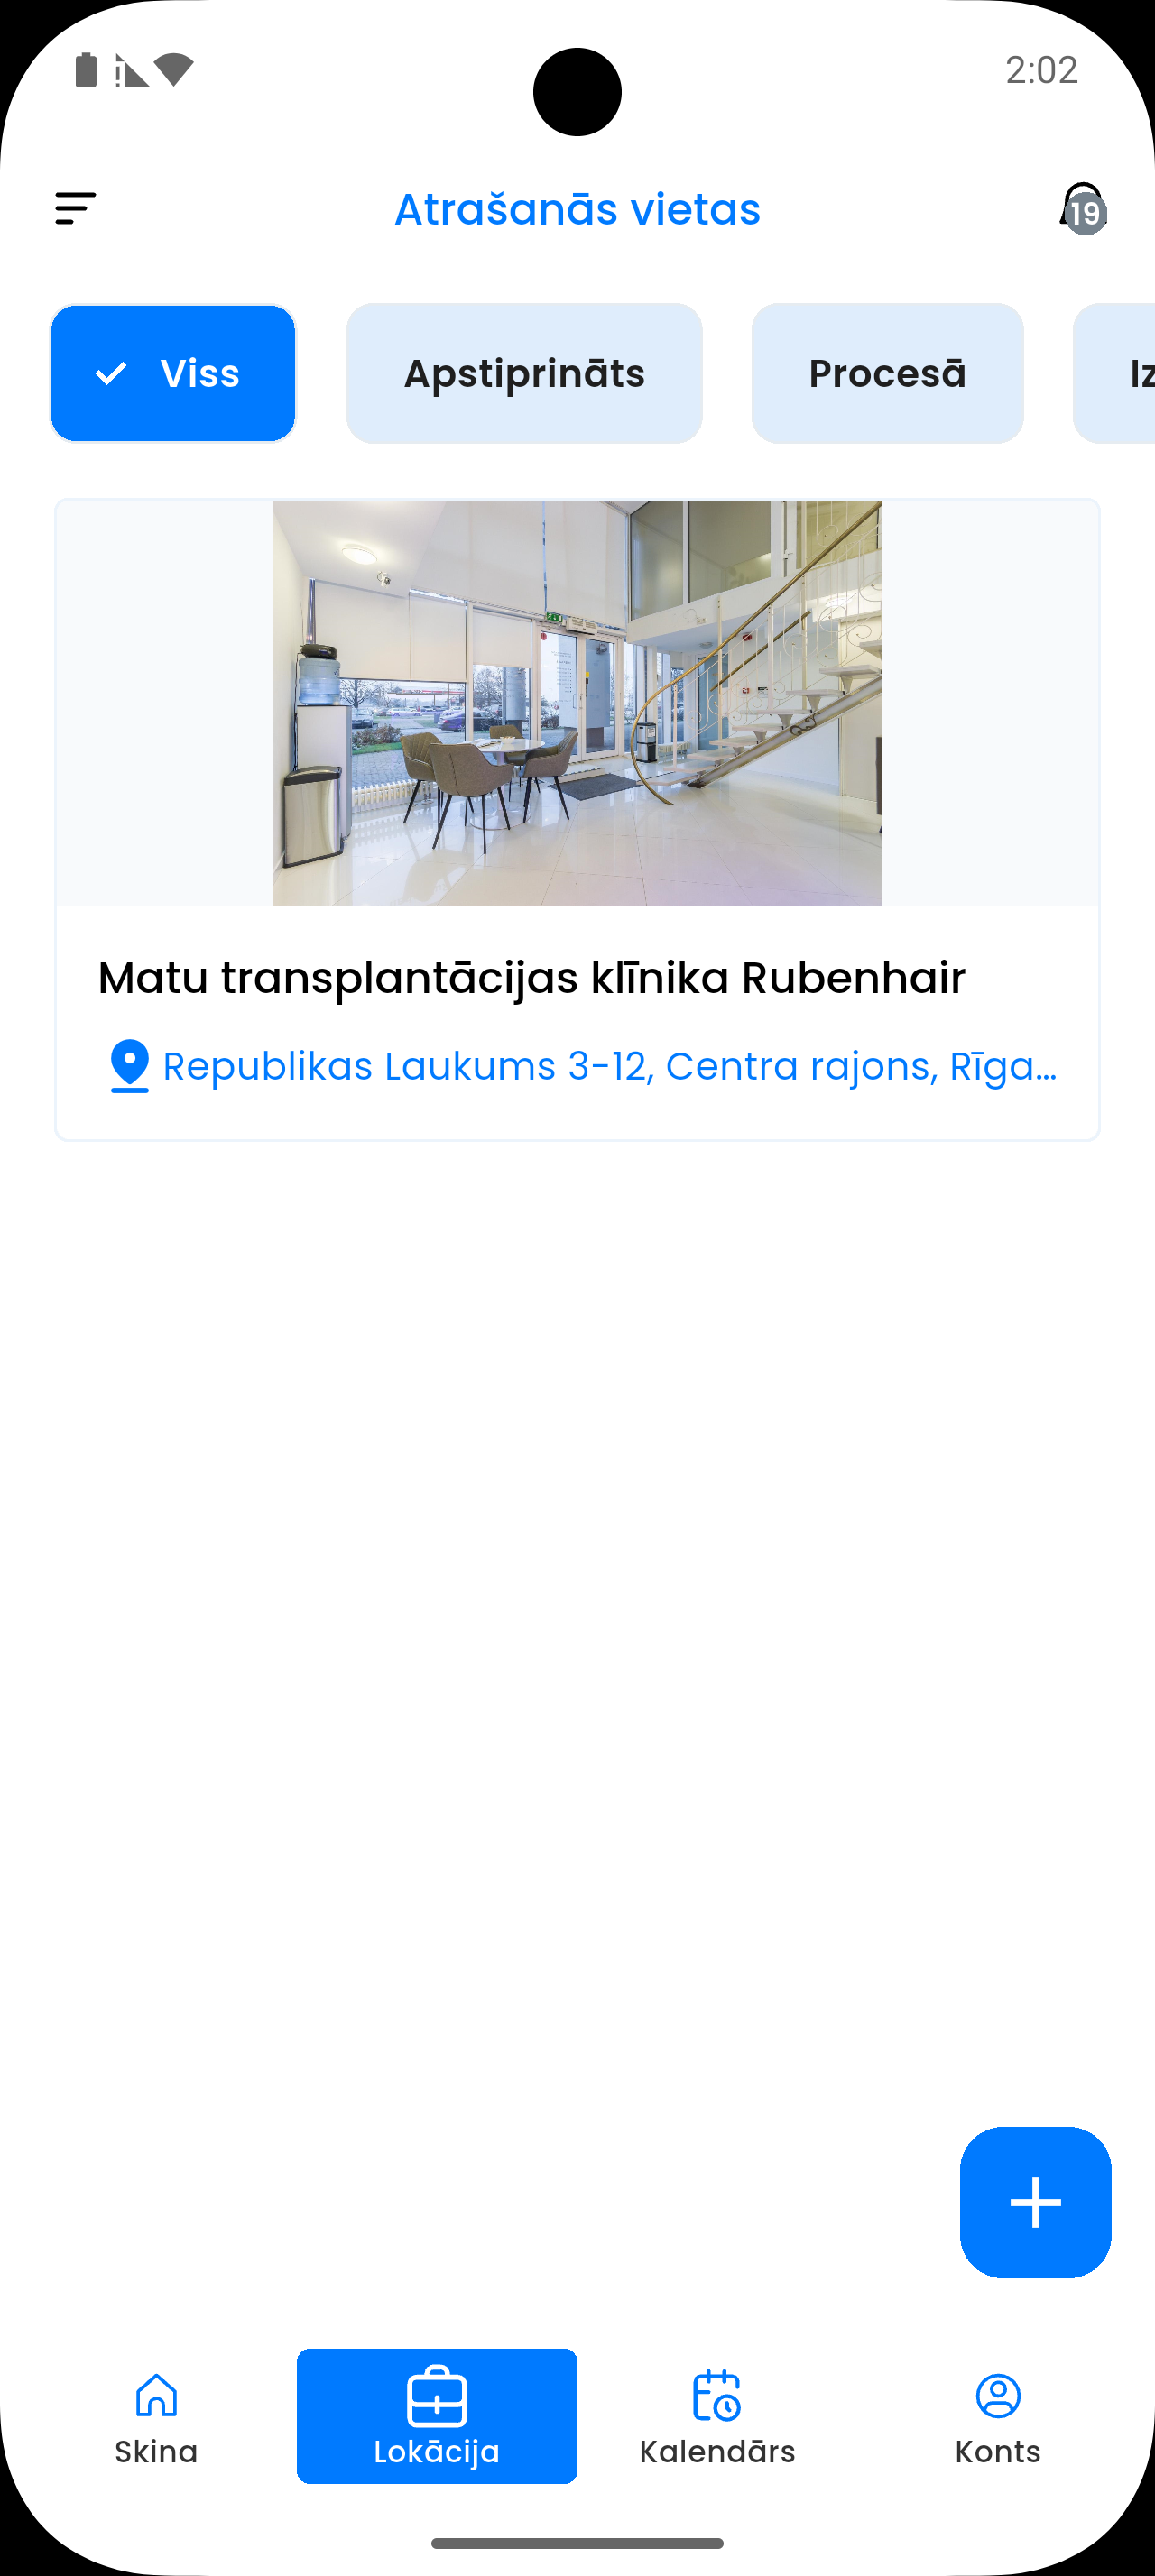 2:02
Atrašanās vietas
19
Viss
Apstiprināts
Procesā
Iz
Matu transplantācijas klīnika Rubenhair
Republikas Laukums 3-12, Centra rajons, Rīga...
Skina
Lokācija
Kalendārs
Konts